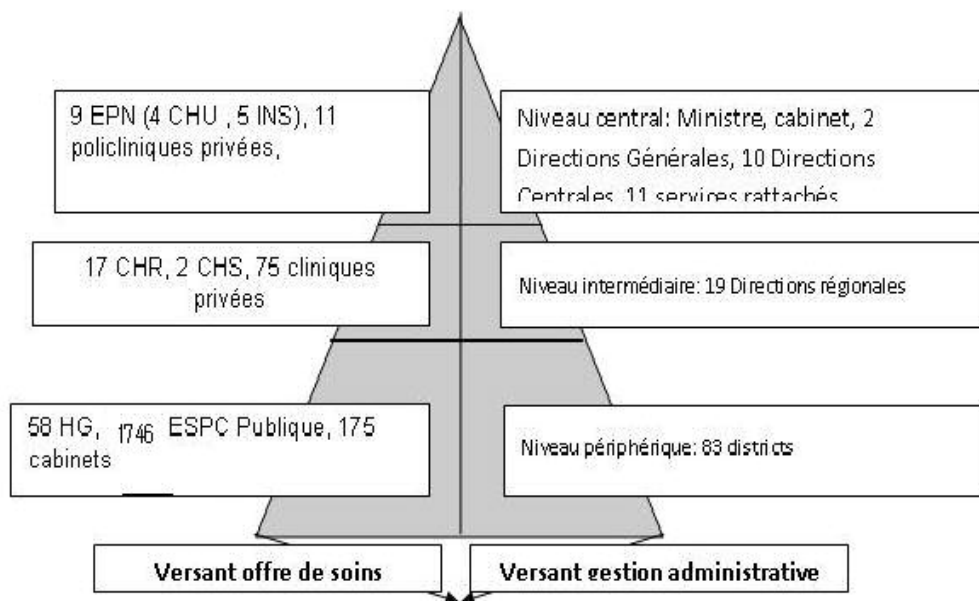 9 EPN (4 CHU , 5 INS), 11
policliniques privées,
Niveau central: Ministre, cabinet, 2
Directions Générales, 10 Directions
Centrales, 11 services rattachés
17 CHR, 2 CHS, 75 cliniques
privées
Niveau intermédiaire: 19 Directions régionales
58 HG, 1746 ESPC Publique, 175
cabinets
Niveau périphérique: 83 districts
Versant offre de soins
Versant gestion administrative